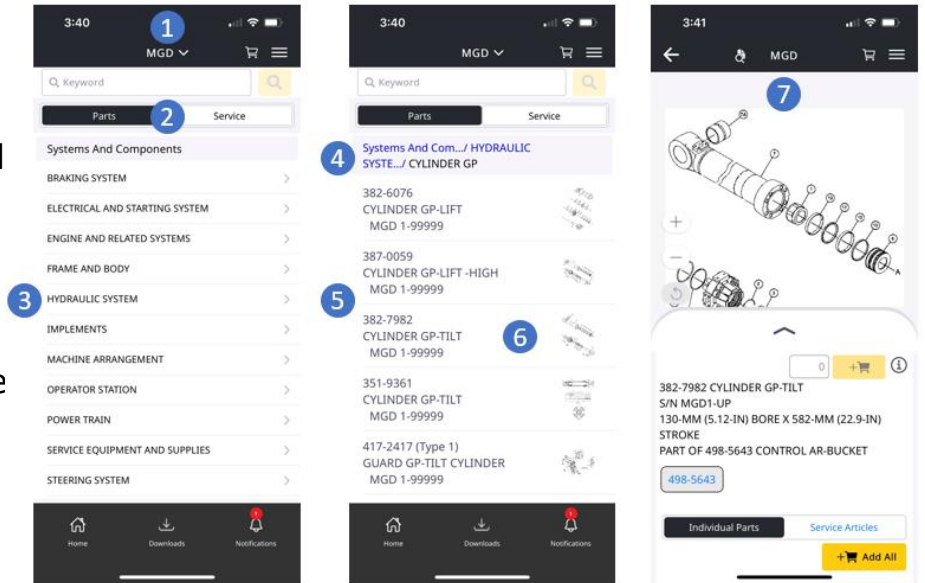 3:40
1
MGD
Keyword
Parts
2
Service
Systems And Components
BRAKING SYSTEM
ELECTRICAL AND STARTING SYSTEM
ENGINE AND RELATED SYSTEMS
FRAME AND BODY
3
HYDRAULIC SYSTEM
IMPLEMENTS
MACHINE ARRANGEMENT
OPERATOR STATION
POWER TRAIN
SERVICE EQUIPMENT AND SUPPLIES
STEERING SYSTEM
Home
Downloads
1
Notifications
3:40
MGD
Keyword
Parts
Service
4
Systems And Com.../ HYDRAULIC
SYSTE.../ CYLINDER GP
382-6076
CYLINDER GP-LIFT
MGD 1-99999
387-0059
CYLINDER GP-LIFT -HIGH
MGD 1-99999
5
382-7982
CYLINDER GP-TILT
MGD 1-99999
6
351-9361
CYLINDER GP-TILT
MGD 1-99999
417-2417 (Type 1)
GUARD GP-TILT CYLINDER
MGD 1-99999
Home
Downloads
1
Notifications
3:41
MGD
7
A
0
382-7982 CYLINDER GP-TILT
S/N MGD1-UP
130-MM (5.12-IN) BORE X 582-MM (22.9-IN)
STROKE
PART OF 498-5643 CONTROL AR-BUCKET
498-5643
Individual Parts
Service Articles
+ Add All